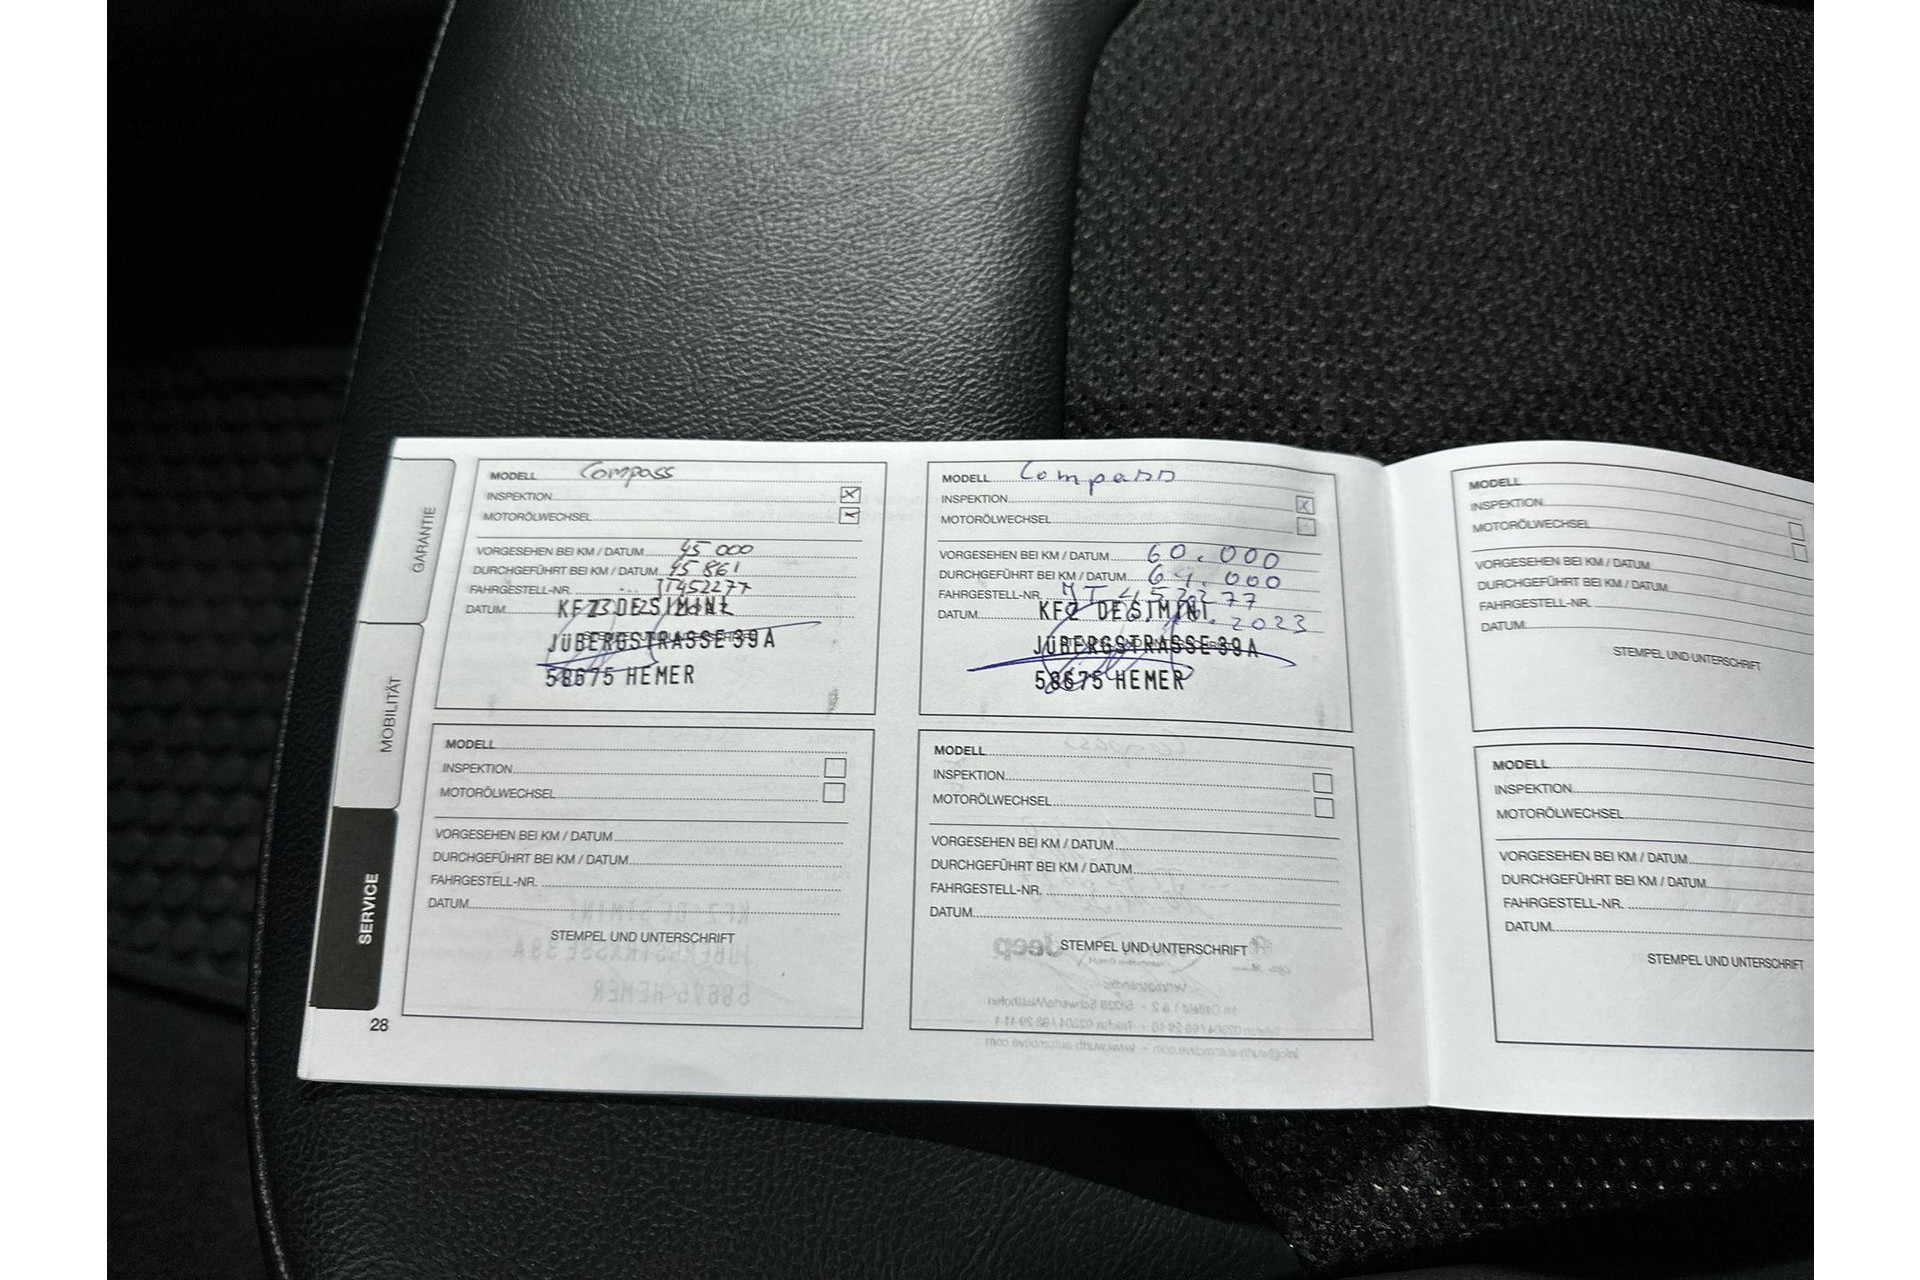 GARANTIE
MOBILITÄT
SERVICE
28
MODELL Compass
INSPEKTION
MOTORÖLWECHSEL
VORGESEHEN BEI KM / DATUM 45 000
DURCHGEFÜHRT BEI KM / DATUM 45 861
FAHRGESTELL-NR. JT452277
DATUM
KFZ DESIMINI
JÜBERGSTRASSE 39A
58675 HEMER
MODELL Compass
INSPEKTION
MOTORÖLWECHSEL
VORGESEHEN BEI KM / DATUM 60.000
DURCHGEFÜHRT BEI KM / DATUM
FAHRGESTELL-NR.
DATUM 2023
KFZ DESIMINI
JÜBERGSTRASSE 39A
58675 HEMER
MODELL
INSPEKTION
MOTORÖLWECHSEL
VORGESEHEN BEI KM / DATUM
DURCHGEFÜHRT BEI KM / DATUM
FAHRGESTELL-NR.
DATUM
STEMPEL UND UNTERSCHRIFT
MODELL
INSPEKTION
MOTORÖLWECHSEL
VORGESEHEN BEI KM / DATUM
DURCHGEFÜHRT BEI KM / DATUM
FAHRGESTELL-NR.
DATUM
STEMPEL UND UNTERSCHRIFT
MODELL
INSPEKTION
MOTORÖLWECHSEL
VORGESEHEN BEI KM / DATUM
DURCHGEFÜHRT BEI KM / DATUM
FAHRGESTELL-NR.
DATUM
STEMPEL UND UNTERSCHRIFT
MODELL
INSPEKTION
MOTORÖLWECHSEL
VORGESEHEN BEI KM / DATUM
DURCHGEFÜHRT BEI KM / DATUM
FAHRGESTELL-NR.
DATUM
STEMPEL UND UNTERSCHRIFT